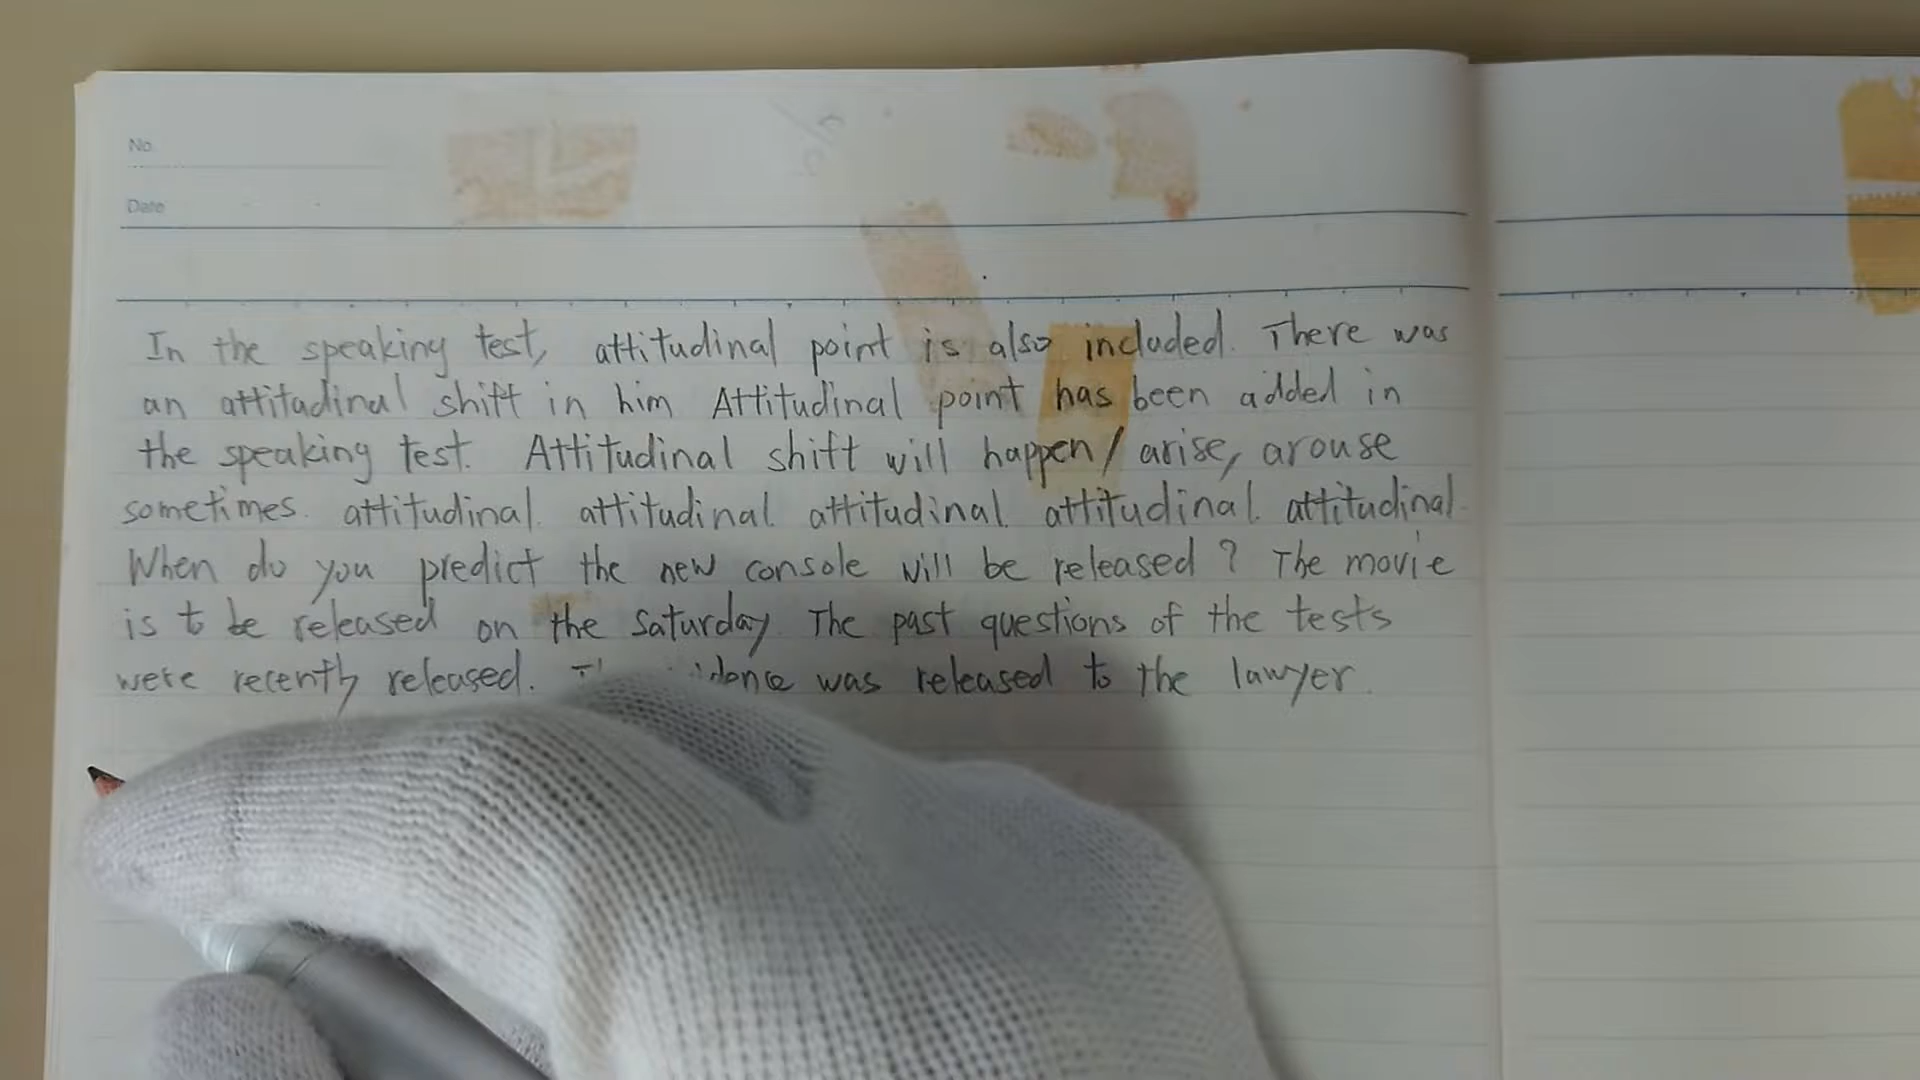 No.
Date
In the speaking test, attitudinal point is also included. There was
an attitudinal shift in him Attitudinal point has been added in
the speaking test. Attitudinal shift will happen / arise, arouse
sometimes. attitudinal. attitudinal. attitudinal. attitudinal. attitudinal.
When do you predict the new console will be released? The movie
is to be released on the Saturday. The past questions of the tests
were recently released. was released to the lawyer.